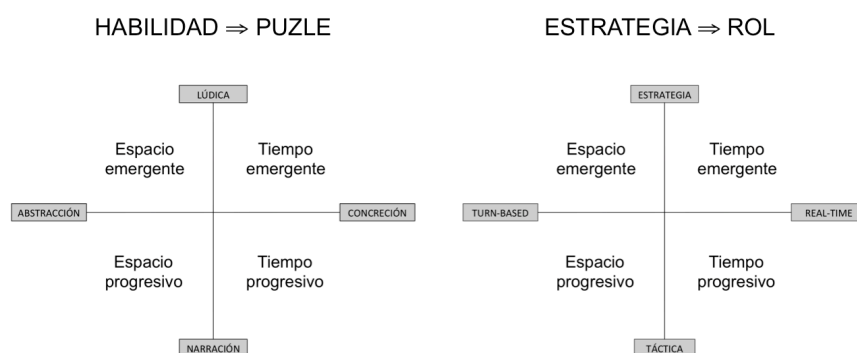 HABILIDAD ⇒ PUZLE
LÚDICA
Espacio
emergente
Tiempo
emergente
ABSTRACCIÓN
CONCRECIÓN
Espacio
progresivo
Tiempo
progresivo
NARRACIÓN
ESTRATEGIA ⇒ ROL
ESTRATEGIA
Espacio
emergente
Tiempo
emergente
TURN-BASED
REAL-TIME
Espacio
progresivo
Tiempo
progresivo
TÁCTICA